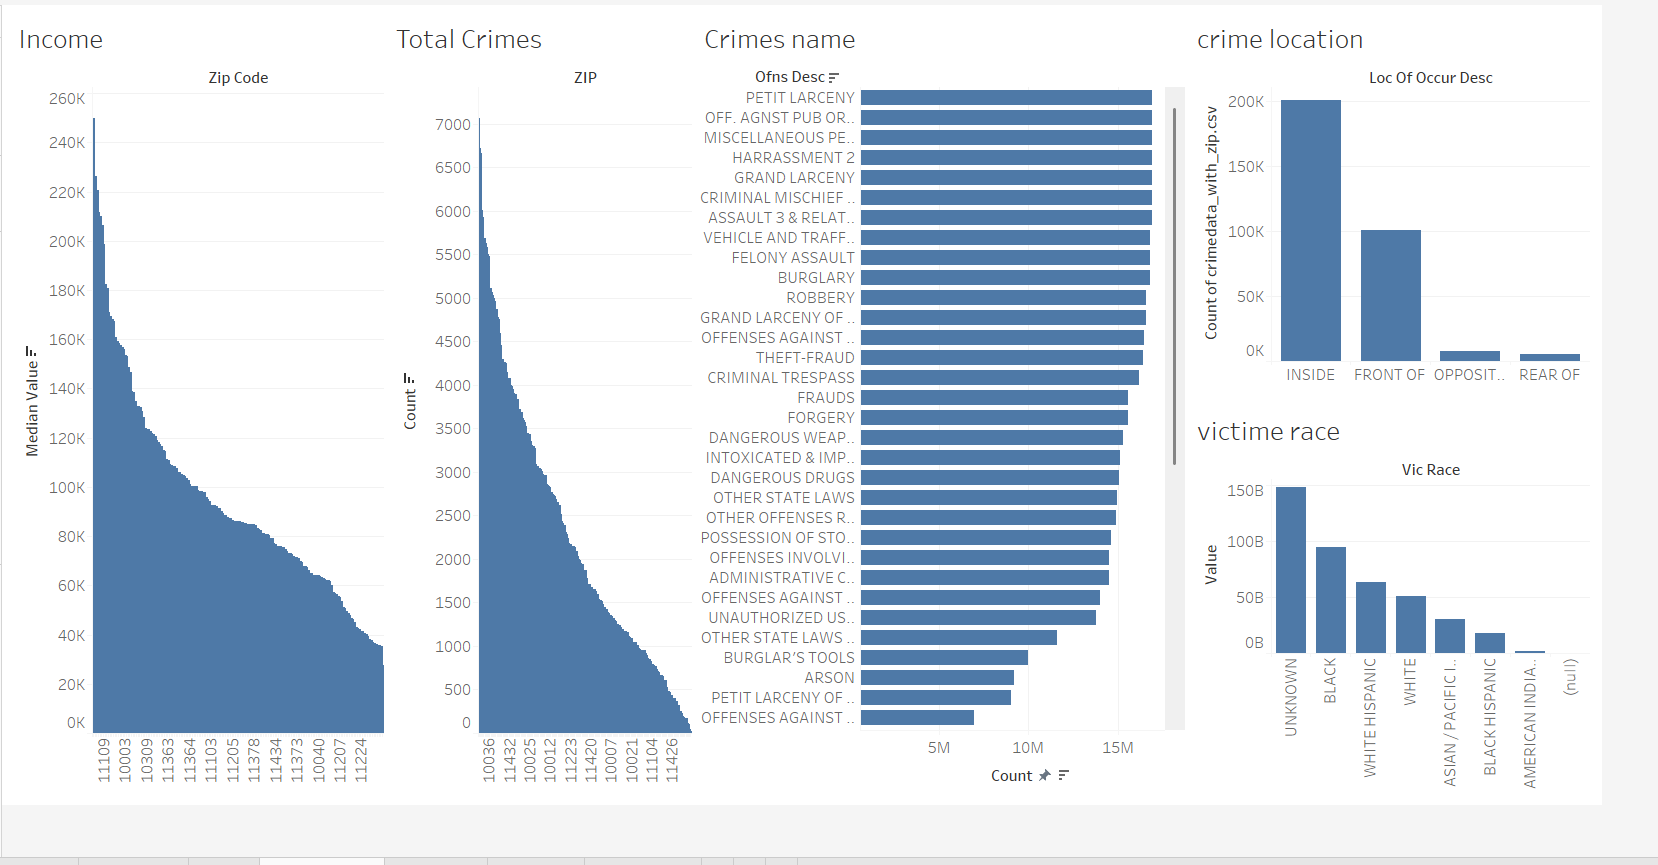 Income
Zip Code
260K
240K
220K
200K
180K
160K
140K
120K
100K
80K
60K
40K
20K
0K
Median Value
11109
10003
10309
11363
11364
11103
11205
11378
11434
11373
10040
11207
11224
Total Crimes
ZIP
7000
6500
6000
5500
5000
4500
4000
3500
3000
2500
2000
1500
1000
500
0
Count
10036
11432
10025
10012
11223
11420
10007
10021
11104
11426
Crimes name
Ofns Desc
PETIT LARCENY
OFF. AGNST PUB OR..
MISCELLANEOUS PE..
HARRASSMENT 2
GRAND LARCENY
CRIMINAL MISCHIEF ..
ASSAULT 3 & RELAT..
VEHICLE AND TRAFF..
FELONY ASSAULT
BURGLARY
ROBBERY
GRAND LARCENY OF ..
OFFENSES AGAINST ..
THEFT-FRAUD
CRIMINAL TRESPASS
FRAUDS
FORGERY
DANGEROUS WEAP..
INTOXICATED & IMP..
DANGEROUS DRUGS
OTHER STATE LAWS
OTHER OFFENSES R..
POSSESSION OF STO..
OFFENSES INVOLVI..
ADMINISTRATIVE C..
OFFENSES AGAINST ..
UNAUTHORIZED US..
OTHER STATE LAWS ..
BURGLAR'S TOOLS
ARSON
PETIT LARCENY OF ..
OFFENSES AGAINST ..
5M
10M
15M
Count
crime location
Loc Of Occur Desc
200K
150K
100K
50K
0K
Count of crimedata_with_zip.csv
INSIDE
FRONT OF
OPPOSIT..
REAR OF
victime race
Vic Race
150B
100B
50B
0B
Value
UNKNOWN
BLACK
WHITE HISPANIC
WHITE
ASIAN / PACIFIC I..
BLACK HISPANIC
AMERICAN INDIA..
(null)